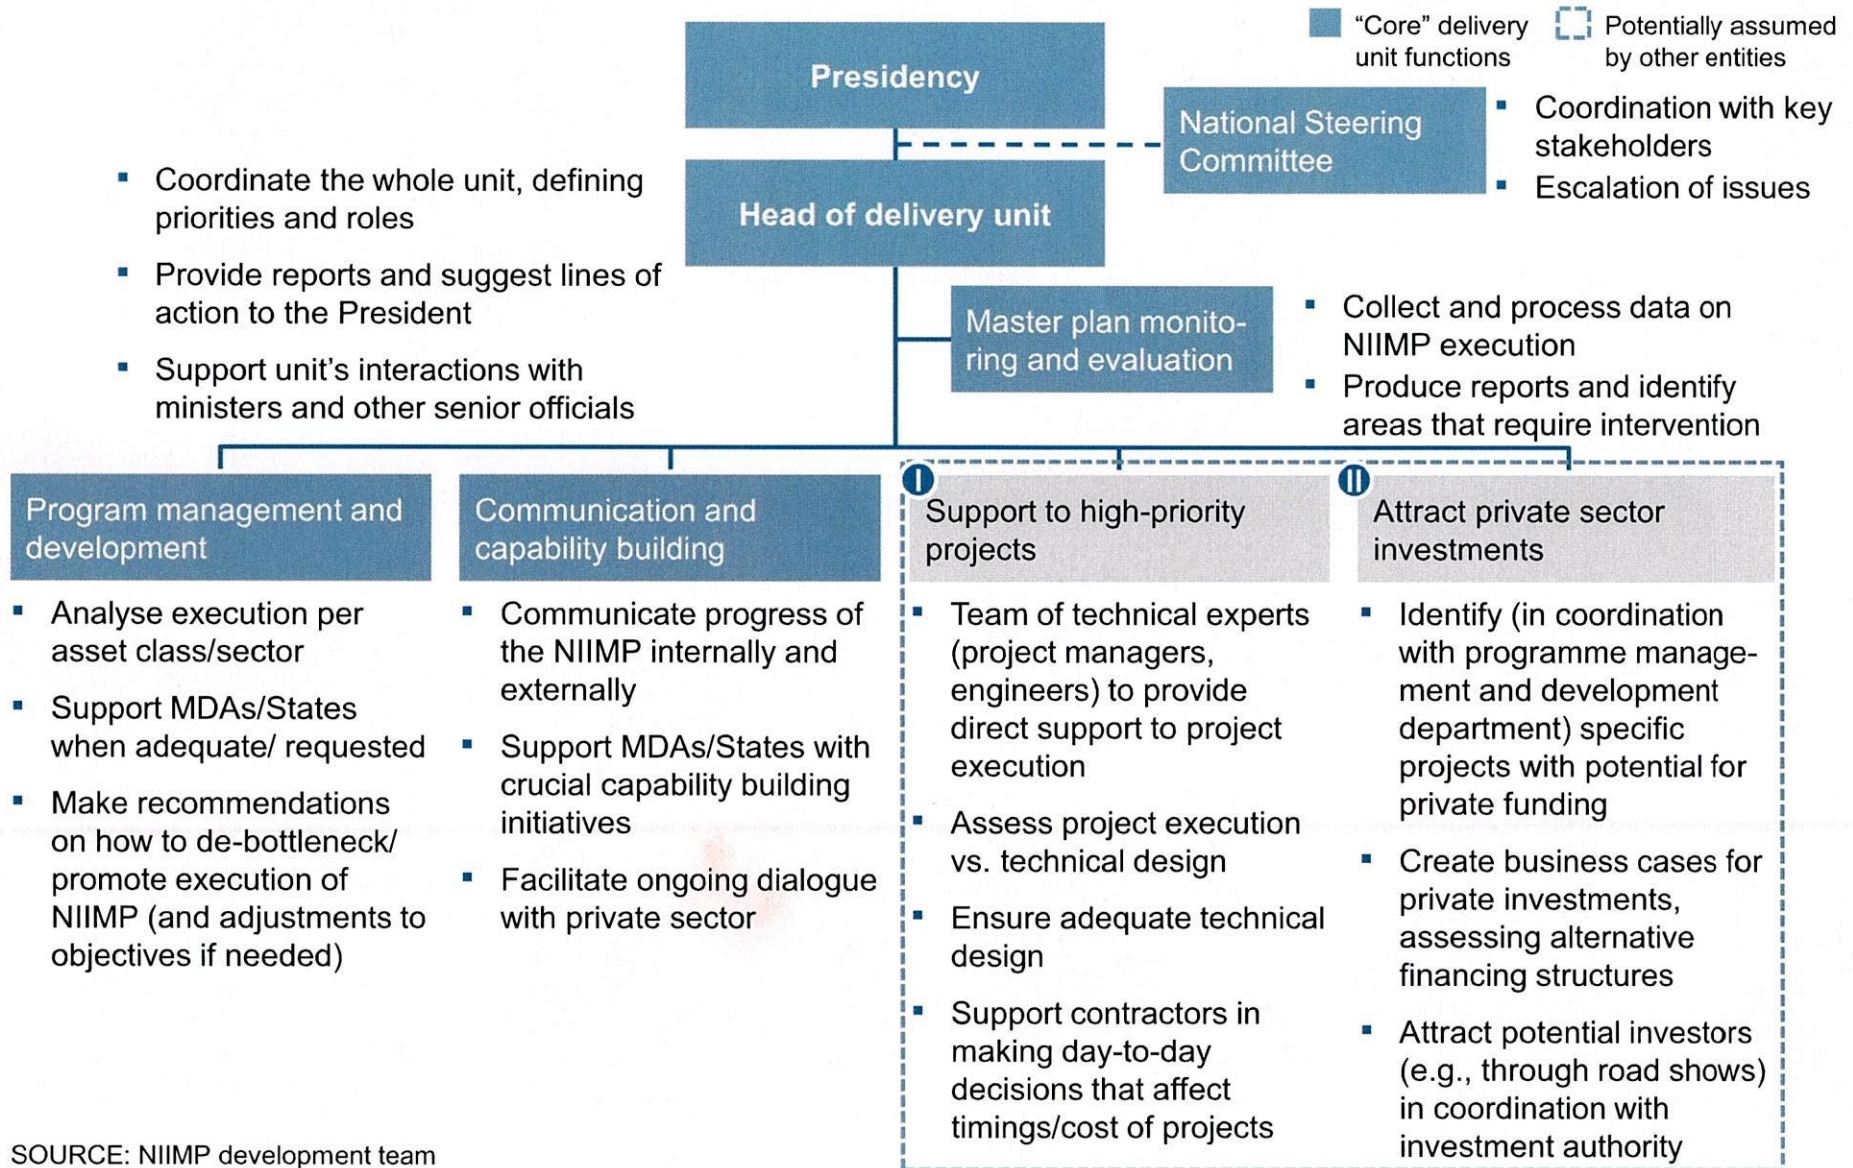 "Core" delivery
unit functions
Potentially assumed
by other entities
Presidency
National Steering
Committee
▪ Coordination with key
stakeholders
▪ Escalation of issues
Head of delivery unit
▪ Coordinate the whole unit, defining
priorities and roles
▪ Provide reports and suggest lines of
action to the President
▪ Support unit's interactions with
ministers and other senior officials
Master plan monito-
ring and evaluation
▪ Collect and process data on
NIIMP execution
▪ Produce reports and identify
areas that require intervention
Program management and
development
▪ Analyse execution per
asset class/sector
▪ Support MDAs/States
when adequate/ requested
▪ Make recommendations
on how to de-bottleneck/
promote execution of
NIIMP (and adjustments to
objectives if needed)
Communication and
capability building
▪ Communicate progress of
the NIIMP internally and
externally
▪ Support MDAs/States with
crucial capability building
initiatives
▪ Facilitate ongoing dialogue
with private sector
I
Support to high-priority
projects
▪ Team of technical experts
(project managers,
engineers) to provide
direct support to project
execution
▪ Assess project execution
vs. technical design
▪ Ensure adequate technical
design
▪ Support contractors in
making day-to-day
decisions that affect
timings/cost of projects
II
Attract private sector
investments
▪ Identify (in coordination
with programme manage-
ment and development
department) specific
projects with potential for
private funding
▪ Create business cases for
private investments,
assessing alternative
financing structures
▪ Attract potential investors
(e.g., through road shows)
in coordination with
investment authority
SOURCE: NIIMP development team